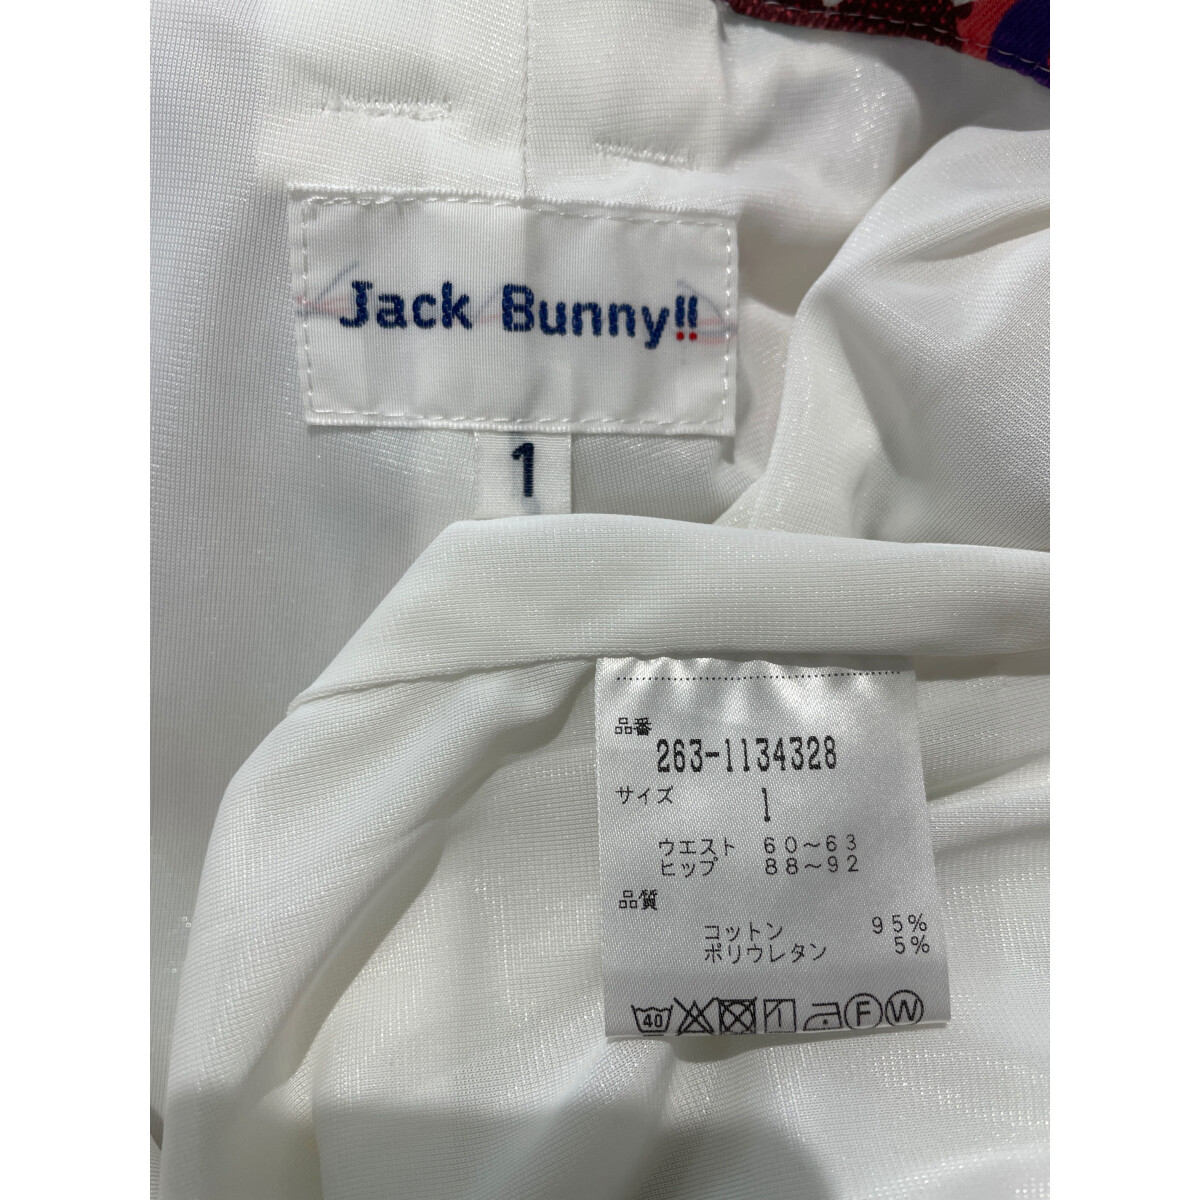 Jack Bunny!!
1
品番
263-1134328
サイズ 1
ウエスト 60~63
ヒップ 88~92
品質
コットン 95%
ポリウレタン 5%
40 F W